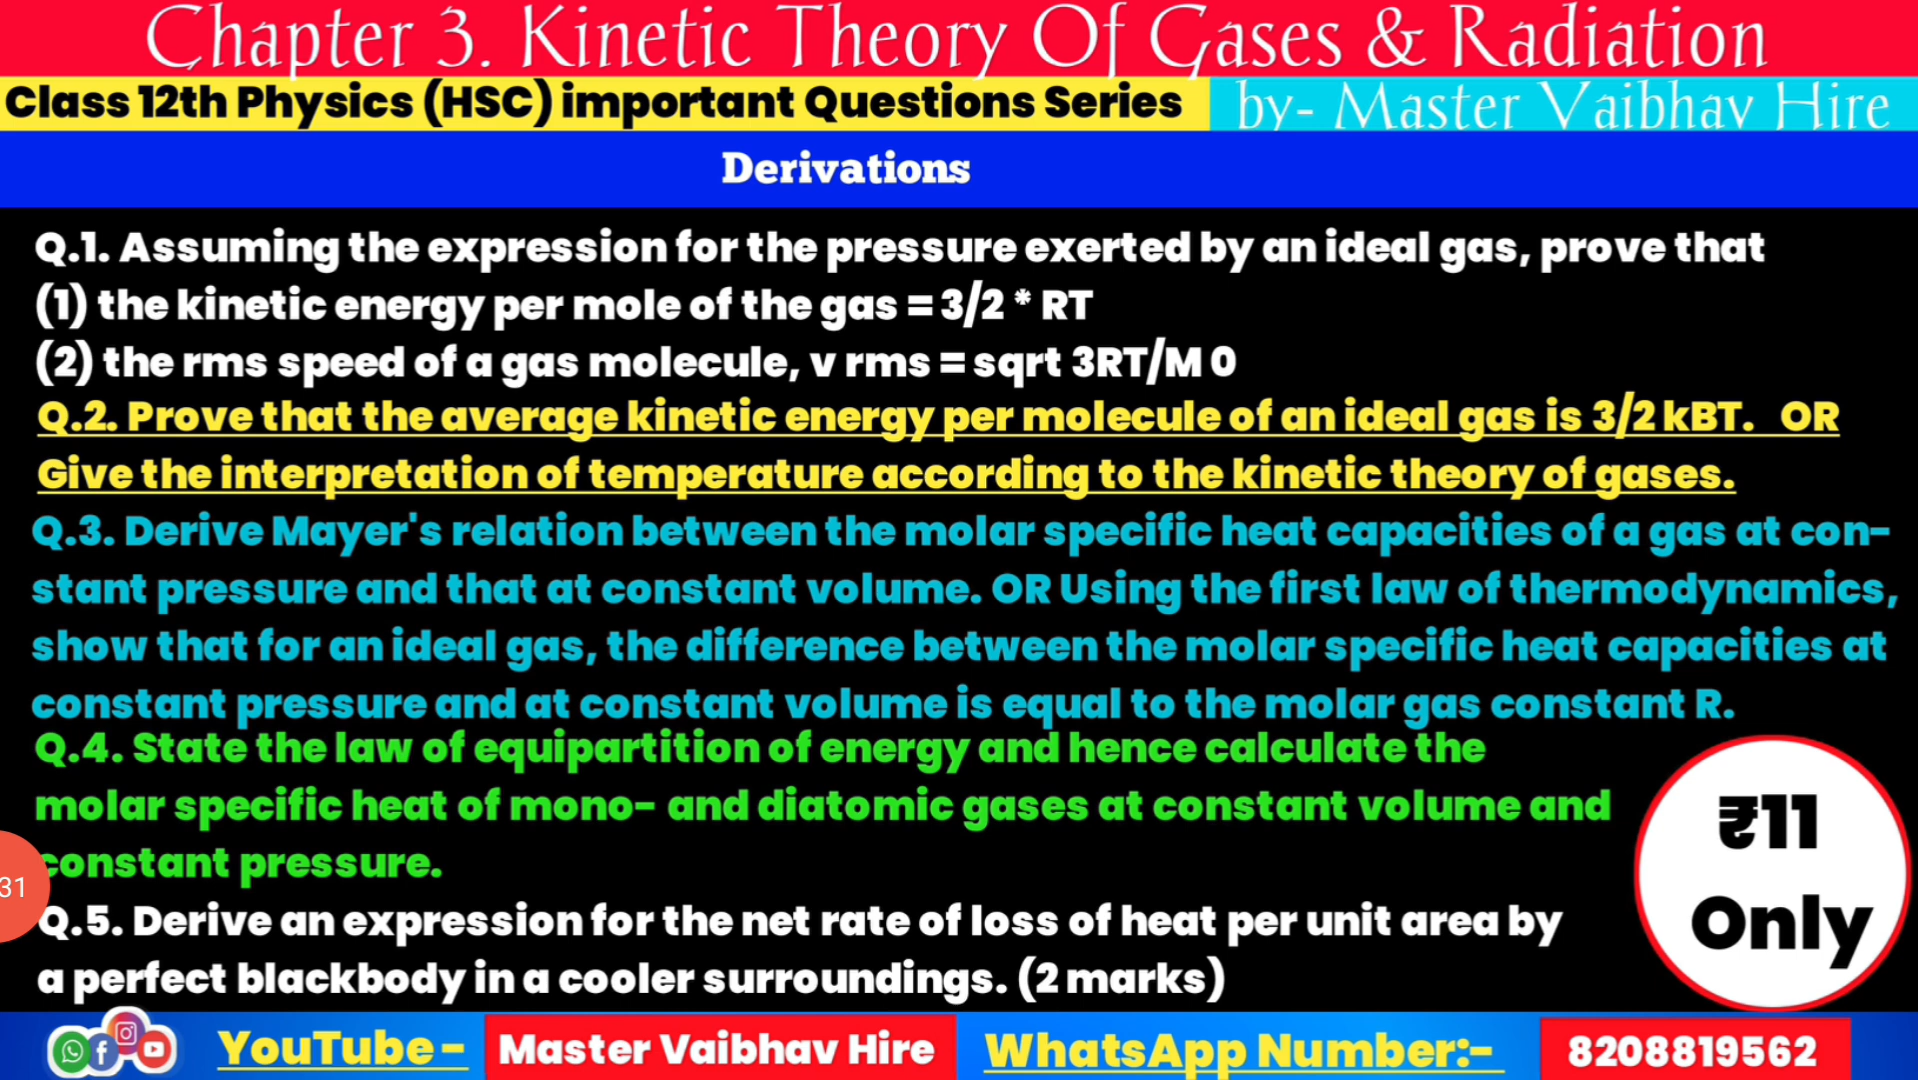 Chapter 3. Kinetic Theory Of Gases & Radiation
Class 12th Physics (HSC) important Questions Series
by- Master Vaibhav Hire
Derivations
Q.1. Assuming the expression for the pressure exerted by an ideal gas, prove that
(1) the kinetic energy per mole of the gas = 3/2 * RT
(2) the rms speed of a gas molecule, v rms = sqrt 3RT/M 0
Q.2. Prove that the average kinetic energy per molecule of an ideal gas is 3/2 kBT. OR
Give the interpretation of temperature according to the kinetic theory of gases.
Q.3. Derive Mayer's relation between the molar specific heat capacities of a gas at con-
stant pressure and that at constant volume. OR Using the first law of thermodynamics,
show that for an ideal gas, the difference between the molar specific heat capacities at
constant pressure and at constant volume is equal to the molar gas constant R.
Q.4. State the law of equipartition of energy and hence calculate the
molar specific heat of mono- and diatomic gases at constant volume and
constant pressure.
₹11
Only
31
Q.5. Derive an expression for the net rate of loss of heat per unit area by
a perfect blackbody in a cooler surroundings. (2 marks)
YouTube- Master Vaibhav Hire WhatsApp Number:- 8208819562